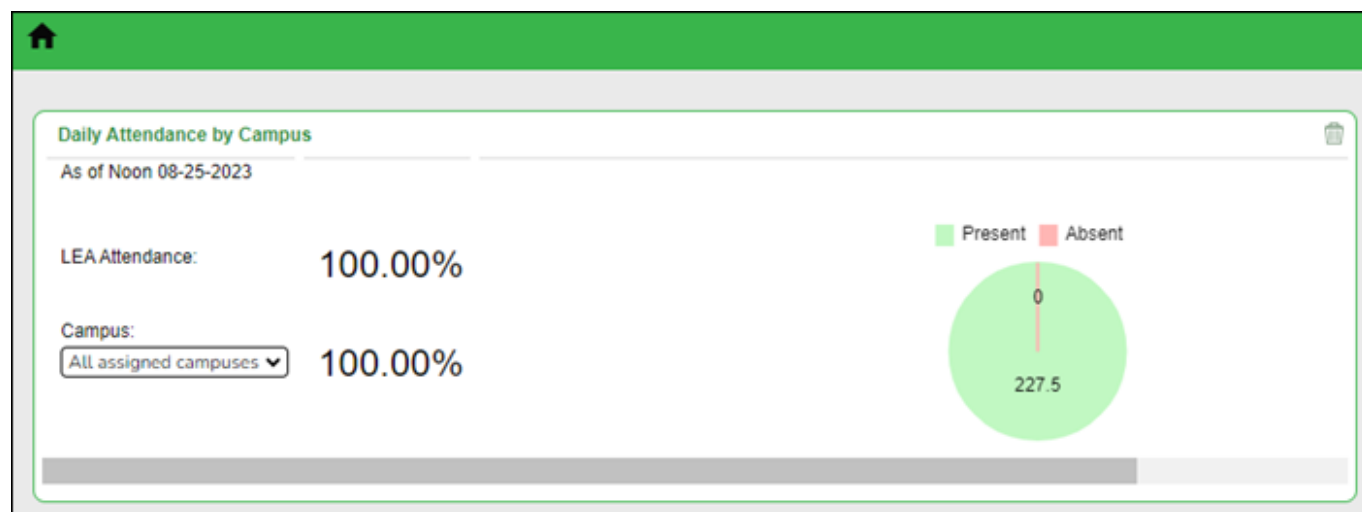 Daily Attendance by Campus
As of Noon 08-25-2023
LEA Attendance:
100.00%
Campus:
All assigned campuses
100.00%
Present Absent
0
227.5